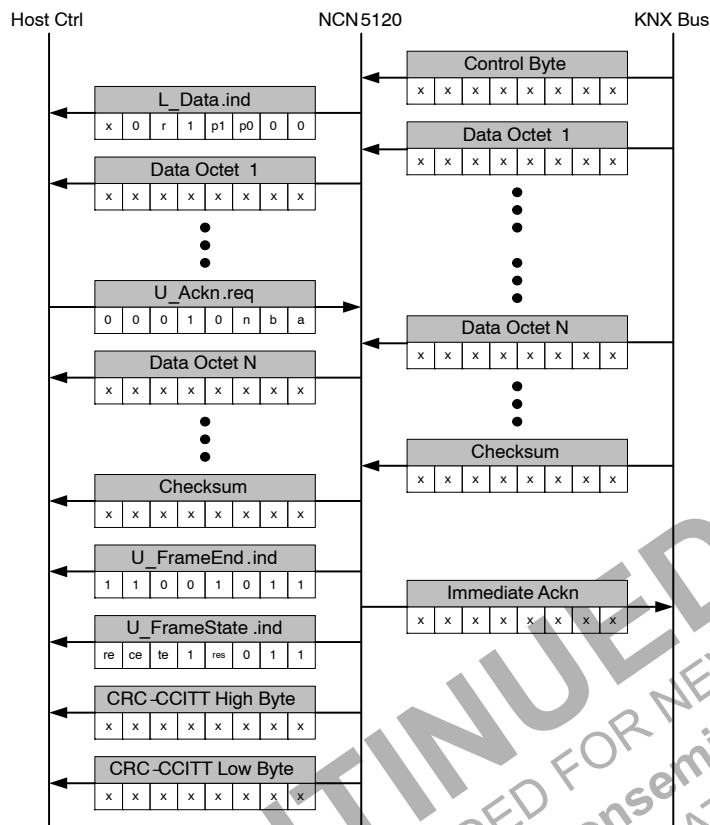 Host Ctrl NCN5120 KNX Bus
Control Byte
x x x x x x x x
L_Data.ind
x 0 r 1 p1 p0 0 0
Data Octet 1
x x x x x x x x
Data Octet 1
x x x x x x x x
U_Ackn.req
0 0 0 1 0 n b a
Data Octet N
x x x x x x x x
Data Octet N
x x x x x x x x
Checksum
x x x x x x x x
Checksum
x x x x x x x x
U_FrameEnd.ind
1 1 0 0 1 0 1 1
Immediate Ackn
x x x x x x x x
U_FrameState.ind
re ce te 1 res 0 1 1
CRC-CCITT High Byte
x x x x x x x x
CRC-CCITT Low Byte
x x x x x x x x